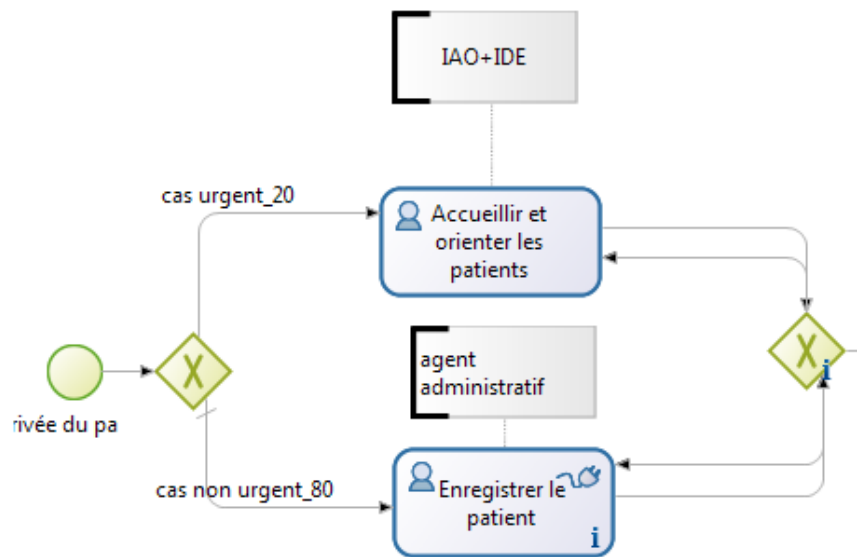 IAO+IDE
cas urgent_20
Accueillir et
orienter les
patients
agent
administratif
rivée du pa
cas non urgent_80
Enregistrer le
patient